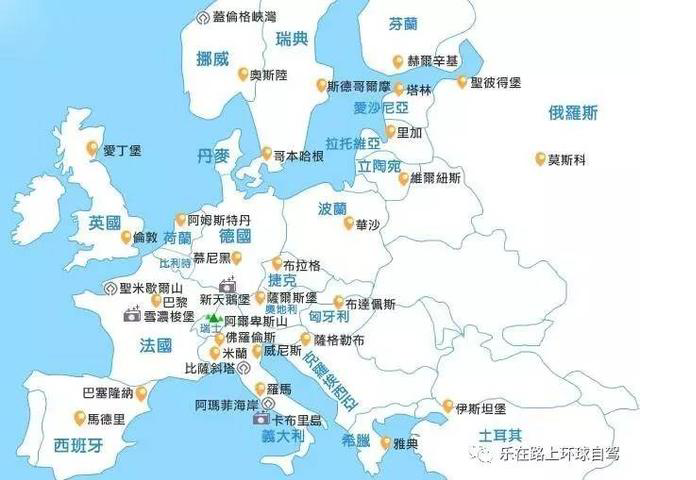 蓋倫格峽灣
瑞典
芬蘭
挪威
奧斯陸
赫爾辛基
斯德哥爾摩
塔林
聖彼得堡
愛沙尼亞
俄羅斯
里加
拉托維亞
愛丁堡
丹麥
哥本哈根
立陶宛
莫斯科
維爾紐斯
英國
倫敦
阿姆斯特丹
荷蘭
德國
波蘭
華沙
比利時
慕尼黑
布拉格
捷克
聖米歇爾山
巴黎
新天鵝堡
薩爾斯堡
奧地利
布達佩斯
匈牙利
雪濃梭堡
瑞士
阿爾卑斯山
法國
佛羅倫斯
米蘭
威尼斯
薩格勒布
克羅埃西亞
比薩斜塔
巴塞隆納
羅馬
阿瑪菲海岸
馬德里
卡布里島
伊斯坦堡
西班牙
義大利
希臘
雅典
土耳其
乐在路上环球自驾